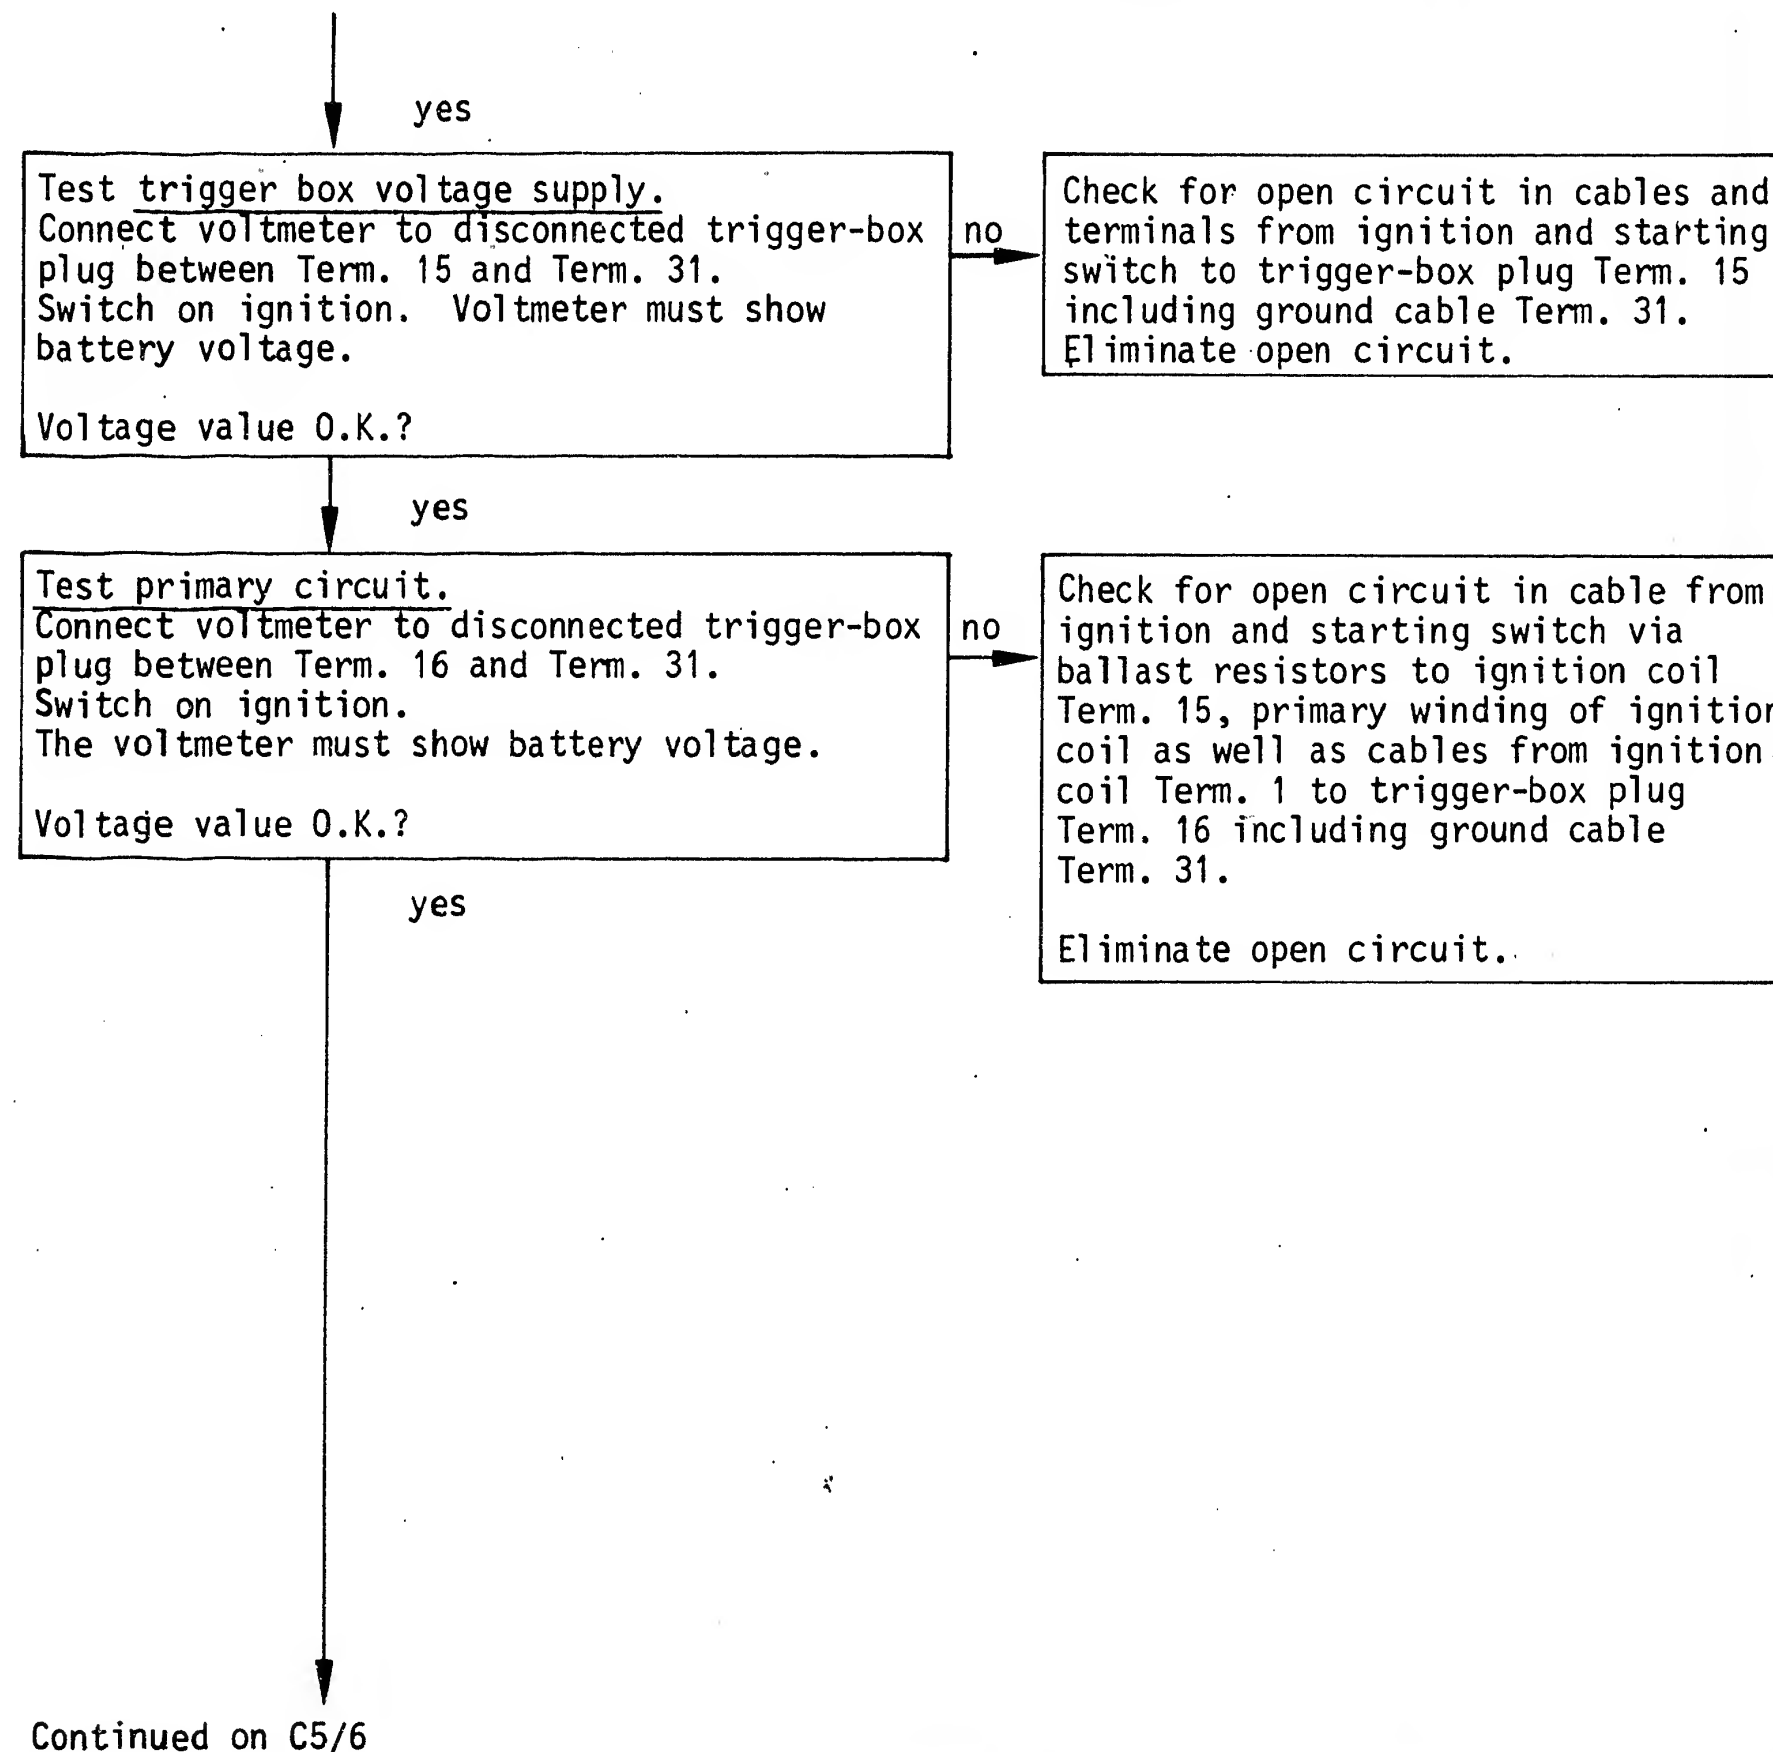 yes
Test trigger box voltage supply.
Connect voltmeter to disconnected trigger-box
plug between Term. 15 and Term. 31.
Switch on ignition.  Voltmeter must show
battery voltage.
Voltage value O.K.?
no
Check for open circuit in cables and
terminals from ignition and starting
switch to trigger-box plug Term. 15
including ground cable Term. 31.
Eliminate open circuit.
yes
Test primary circuit.
Connect voltmeter to disconnected trigger-box
plug between Term. 16 and Term. 31.
Switch on ignition.
The voltmeter must show battery voltage.
Voltage value O.K.?
no
Check for open circuit in cable from
ignition and starting switch via
ballast resistors to ignition coil
Term. 15, primary winding of ignition
coil as well as cables from ignition
coil Term. 1 to trigger-box plug
Term. 16 including ground cable
Term. 31.
Eliminate open circuit.
yes
Continued on C5/6